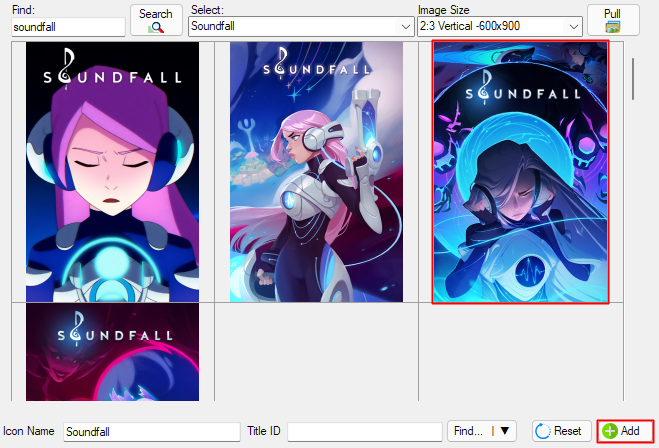 Find: Select: Image Size
soundfall Search Soundfall 2:3 Vertical -600x900 Pull
SOUNDFALL SOUNDFALL SOUNDFALL
SOUNDFALL
Icon Name Soundfall Title ID Find... Reset Add